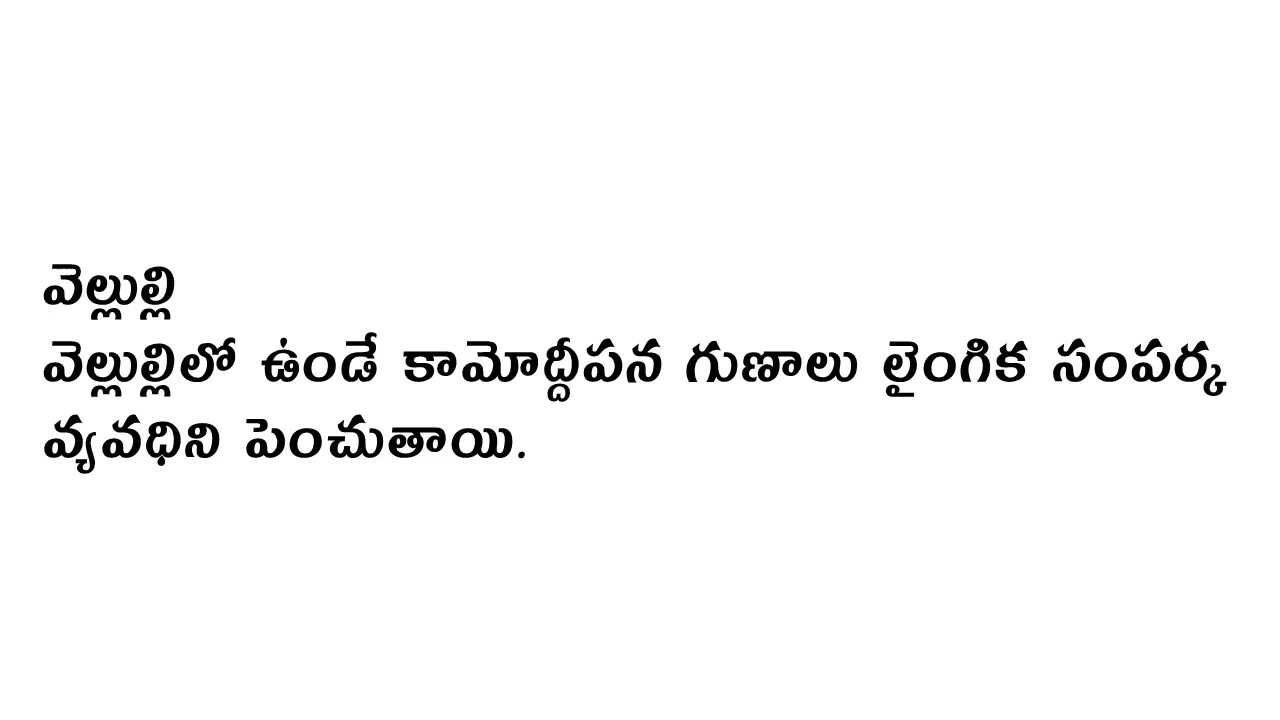 వెల్లుల్లి
వెల్లుల్లిలో ఉండే కామోద్దీపన గుణాలు లైంగిక సంపర్క
వ్యవధిని పెంచుతాయి.